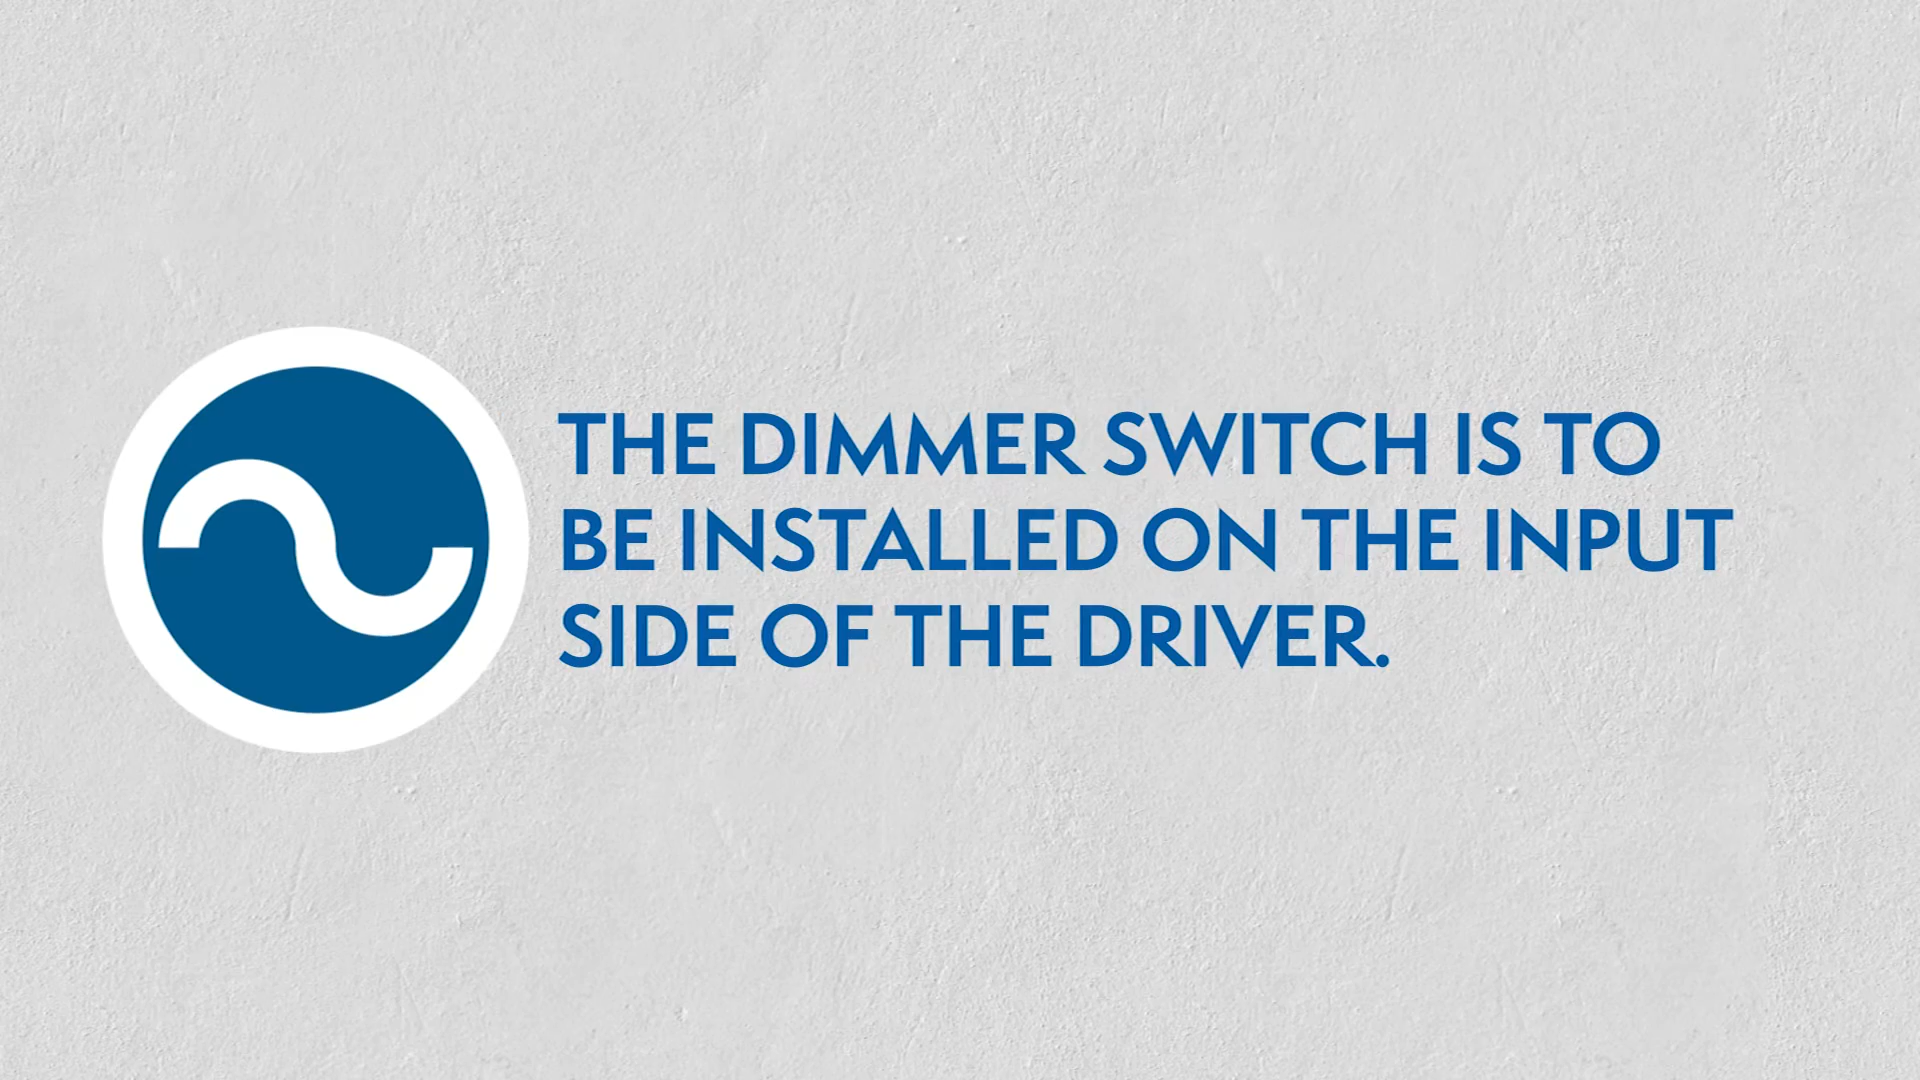 THE DIMMER SWITCH IS TO
BE INSTALLED ON THE INPUT
SIDE OF THE DRIVER.